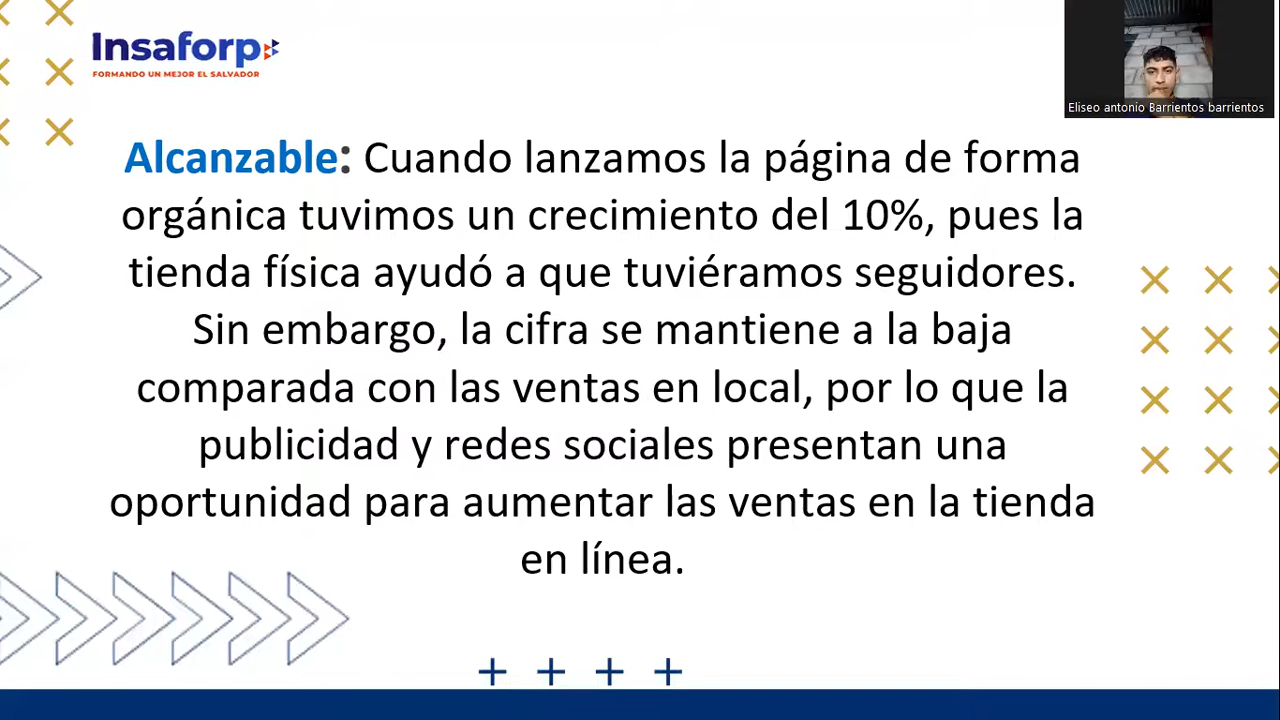 Insaforp
FORMANDO UN MEJOR EL SALVADOR
Eliseo antonio Barrientos barrientos
Alcanzable: Cuando lanzamos la página de forma
orgánica tuvimos un crecimiento del 10%, pues la
tienda física ayudó a que tuviéramos seguidores.
Sin embargo, la cifra se mantiene a la baja
comparada con las ventas en local, por lo que la
publicidad y redes sociales presentan una
oportunidad para aumentar las ventas en la tienda
en línea.